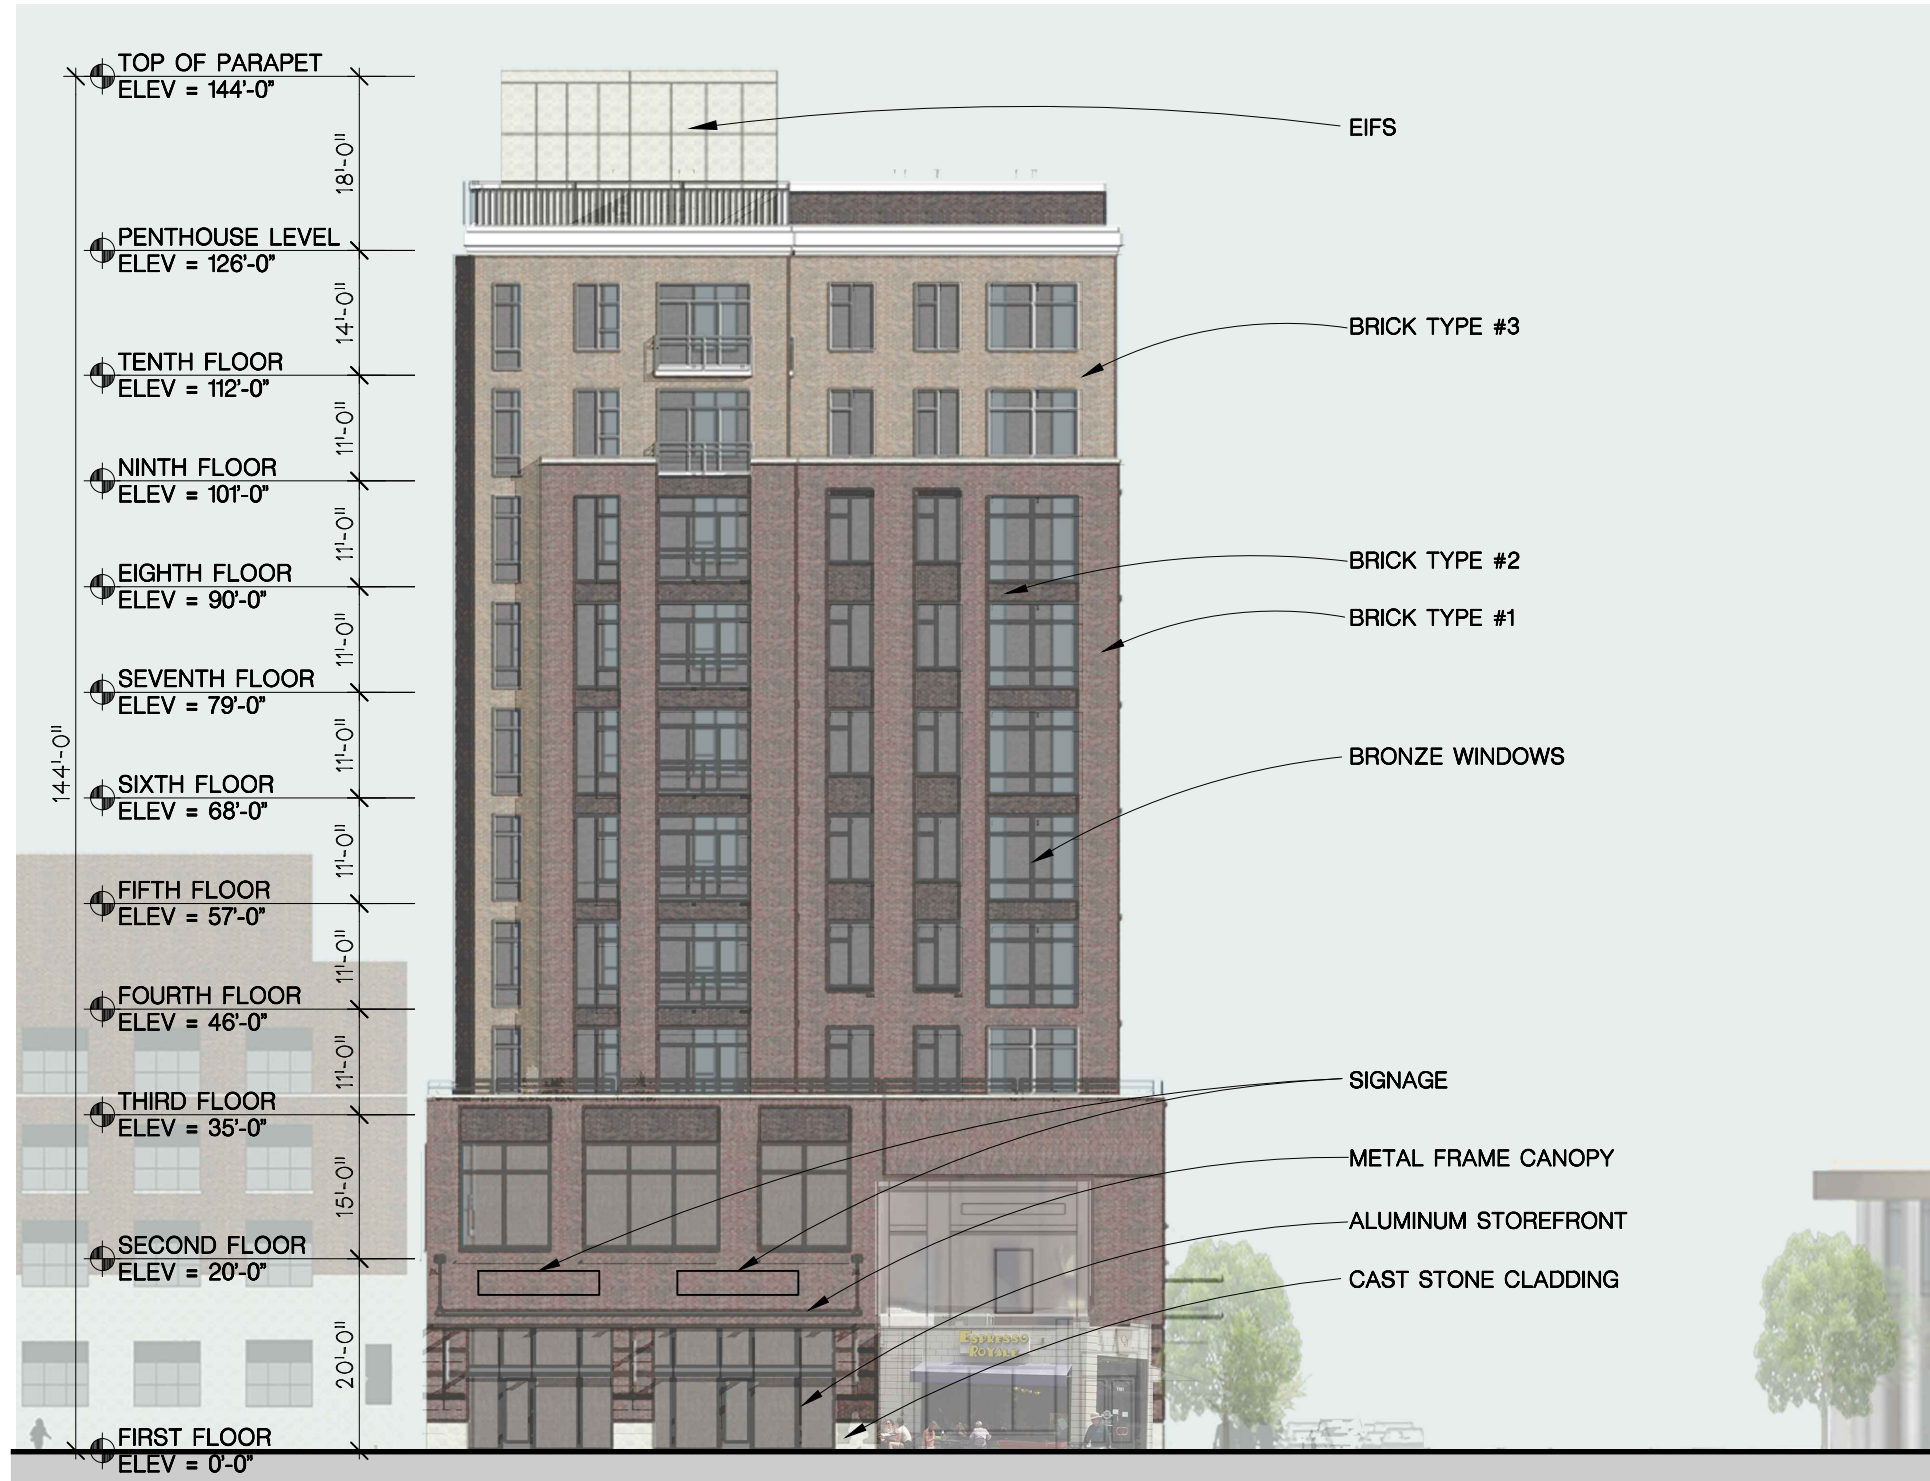 TOP OF PARAPET
ELEV = 144'-0"
18'-0"
EIFS
PENTHOUSE LEVEL
ELEV = 126'-0"
14'-0"
BRICK TYPE #3
TENTH FLOOR
ELEV = 112'-0"
11'-0"
NINTH FLOOR
ELEV = 101'-0"
11'-0"
BRICK TYPE #2
EIGHTH FLOOR
ELEV = 90'-0"
11'-0"
BRICK TYPE #1
SEVENTH FLOOR
ELEV = 79'-0"
11'-0"
144'-0"
BRONZE WINDOWS
SIXTH FLOOR
ELEV = 68'-0"
11'-0"
FIFTH FLOOR
ELEV = 57'-0"
11'-0"
FOURTH FLOOR
ELEV = 46'-0"
11'-0"
SIGNAGE
THIRD FLOOR
ELEV = 35'-0"
15'-0"
METAL FRAME CANOPY
ALUMINUM STOREFRONT
SECOND FLOOR
ELEV = 20'-0"
CAST STONE CLADDING
20'-0"
ESPRESSO
ROYALE
FIRST FLOOR
ELEV = 0'-0"